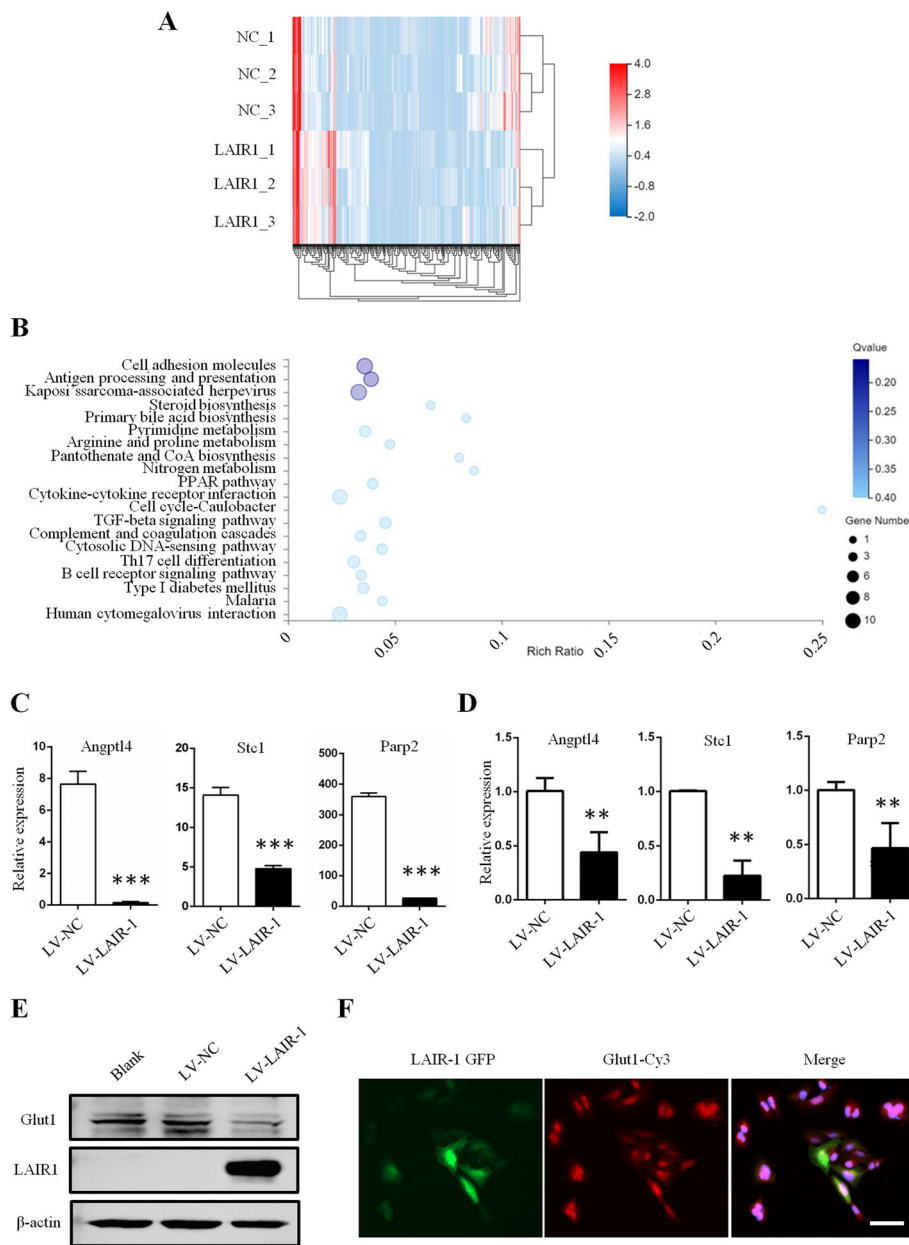 A
NC_1
NC_2
NC_3
LAIR1_1
LAIR1_2
LAIR1_3
4.0
2.8
1.6
0.4
-0.8
-2.0
B
Cell adhesion molecules
Antigen processing and presentation
Kaposi'ssarcoma-associated herpevirus
Steroid biosynthesis
Primary bile acid biosynthesis
Pyrimidine metabolism
Arginine and proline metabolism
Pantothenate and CoA biosynthesis
Nitrogen metabolism
PPAR pathway
Cytokine-cytokine receptor interaction
Cell cycle-Caulobacter
TGF-beta signaling pathway
Complement and coagulation cascades
Cytosolic DNA-sensing pathway
Th17 cell differentiation
B cell receptor signaling pathway
Type I diabetes mellitus
Malaria
Human cytomegalovirus interaction
0 0.05 0.1 0.15 0.2 0.25
Rich Ratio
Qvalue
0.20
0.25
0.30
0.35
0.40
Gene Number
1
3
6
8
10
C
Relative expression
Angptl4
10
8
6
4
2
0
***
LV-NC LV-LAIR-1
Stc1
20
15
10
5
0
***
LV-NC LV-LAIR-1
Parp2
500
400
300
200
100
0
***
LV-NC LV-LAIR-1
D
Relative expression
Angptl4
1.5
1.0
0.5
0.0
**
LV-NC LV-LAIR-1
Stc1
1.5
1.0
0.5
0.0
**
LV-NC LV-LAIR-1
Parp2
1.5
1.0
0.5
0.0
**
LV-NC LV-LAIR-1
E
Blank LV-NC LV-LAIR-1
Glut1
LAIR1
β-actin
F
LAIR-1 GFP Glut1-Cy3 Merge